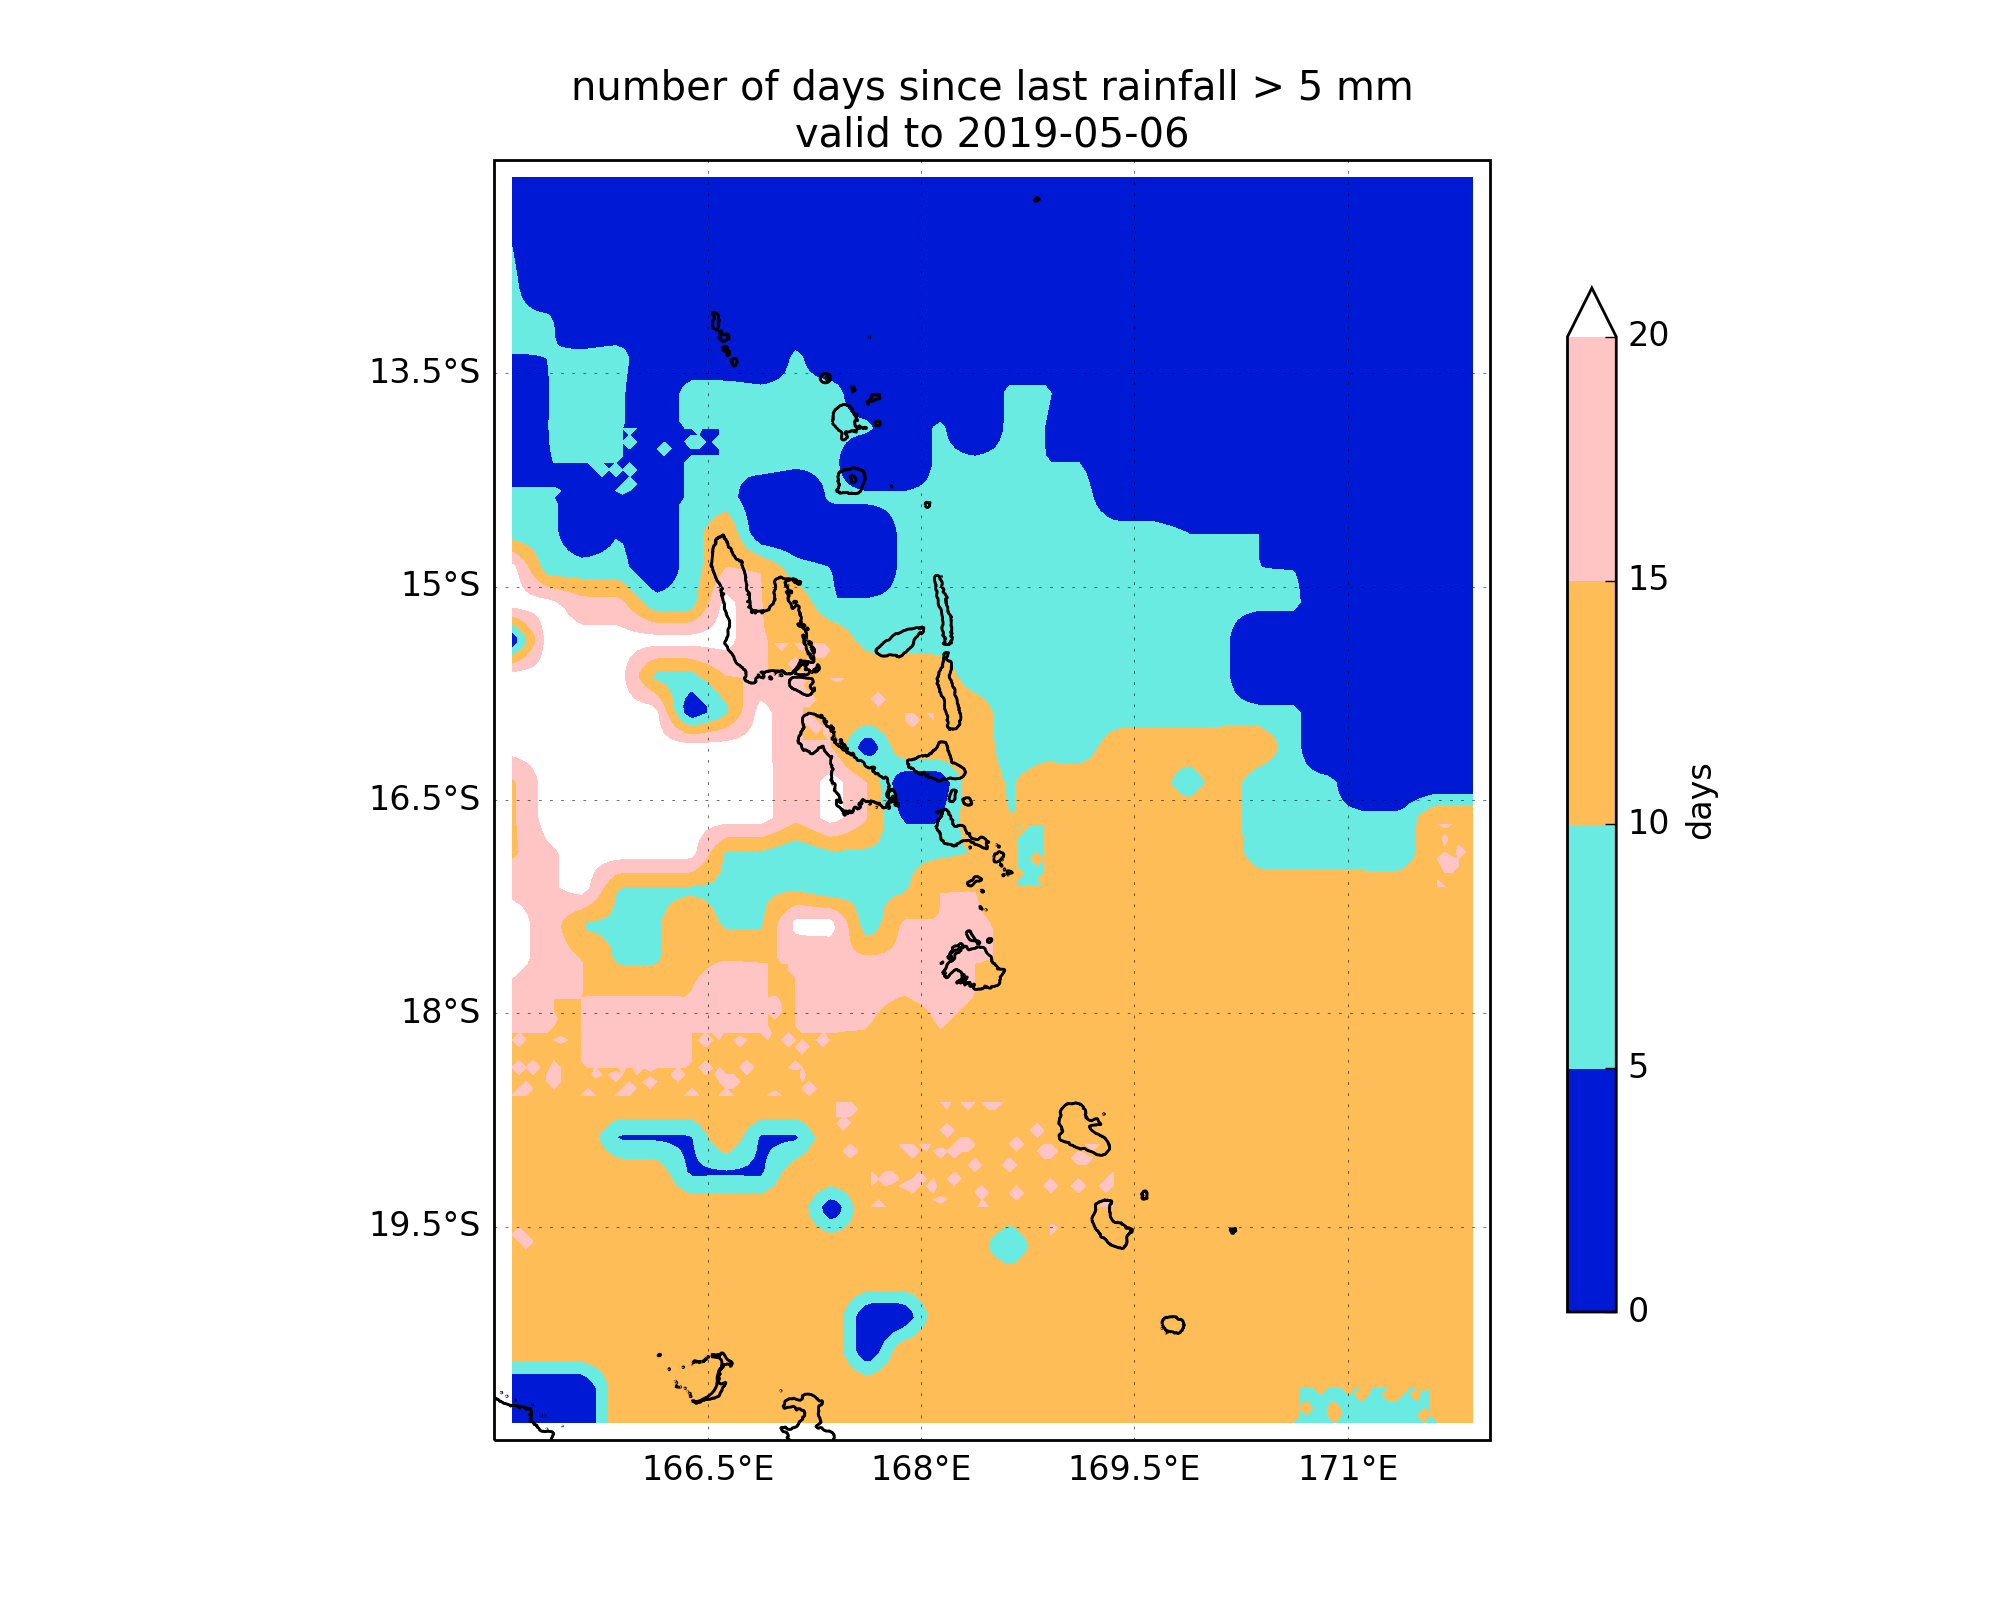 number of days since last rainfall > 5 mm
valid to 2019-05-06
13.5°S
15°S
16.5°S
18°S
19.5°S
166.5°E
168°E
169.5°E
171°E
20
15
10
5
0
days